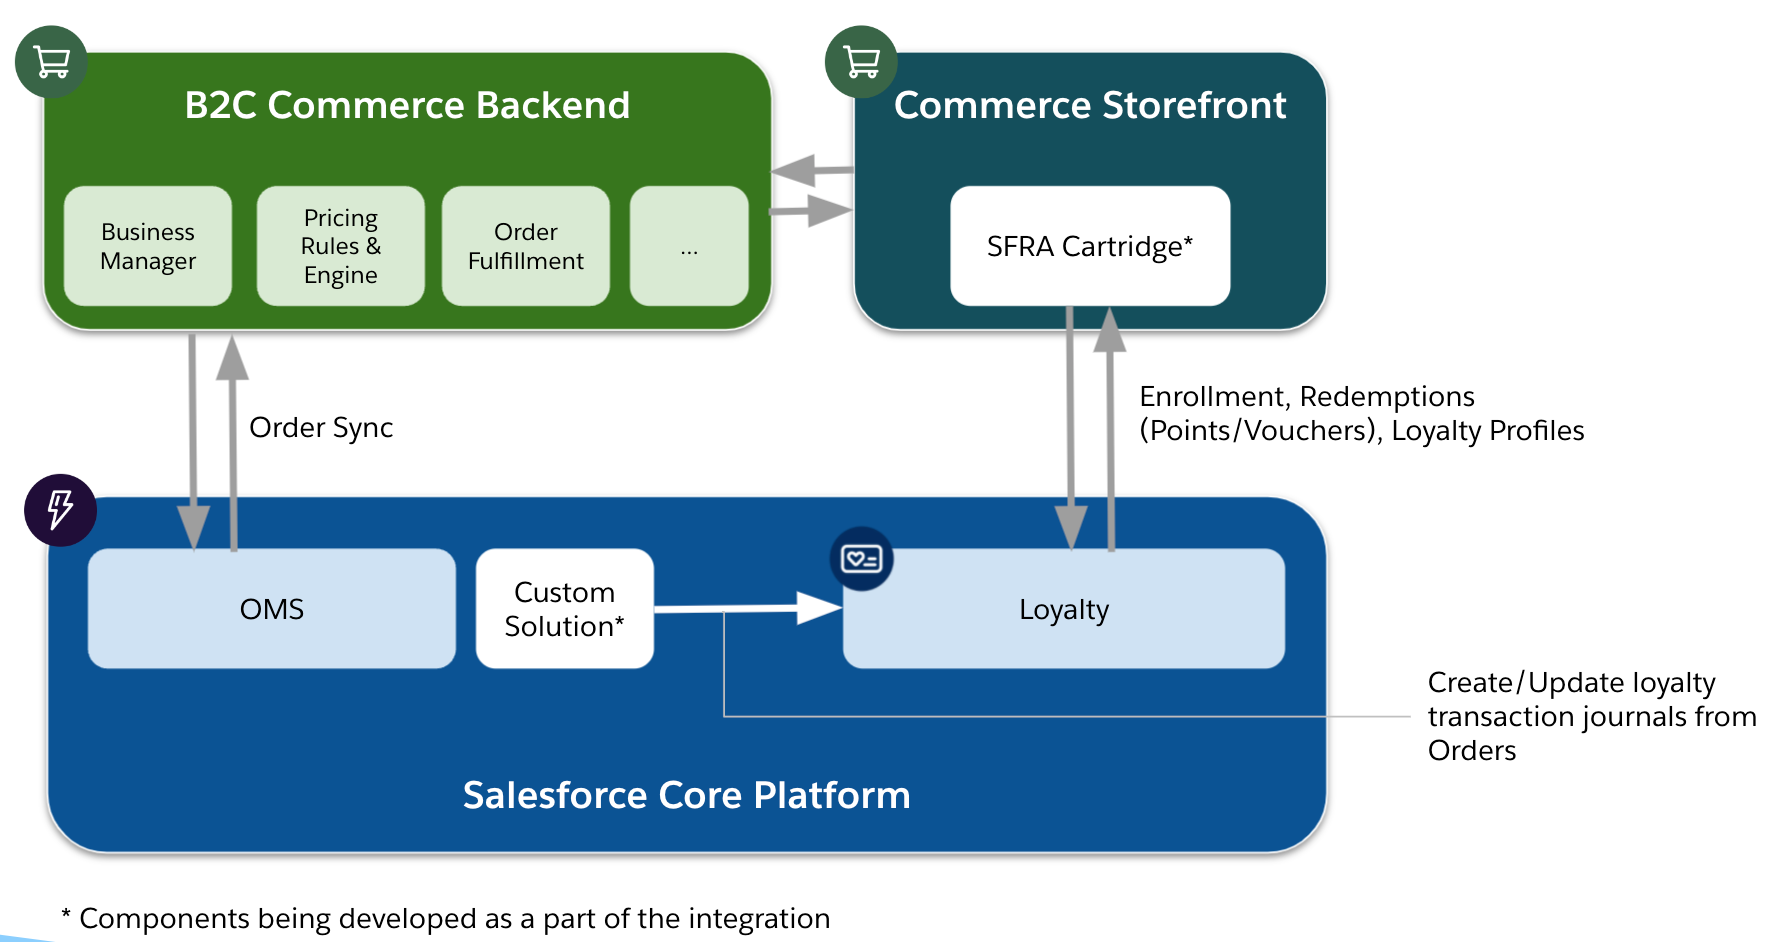 B2C Commerce Backend
Business
Manager
Pricing
Rules &
Engine
Order
Fulfillment
...
Commerce Storefront
SFRA Cartridge*
Order Sync
Enrollment, Redemptions
(Points/Vouchers), Loyalty Profiles
OMS
Custom
Solution*
Loyalty
Create/Update loyalty
transaction journals from
Orders
Salesforce Core Platform
* Components being developed as a part of the integration